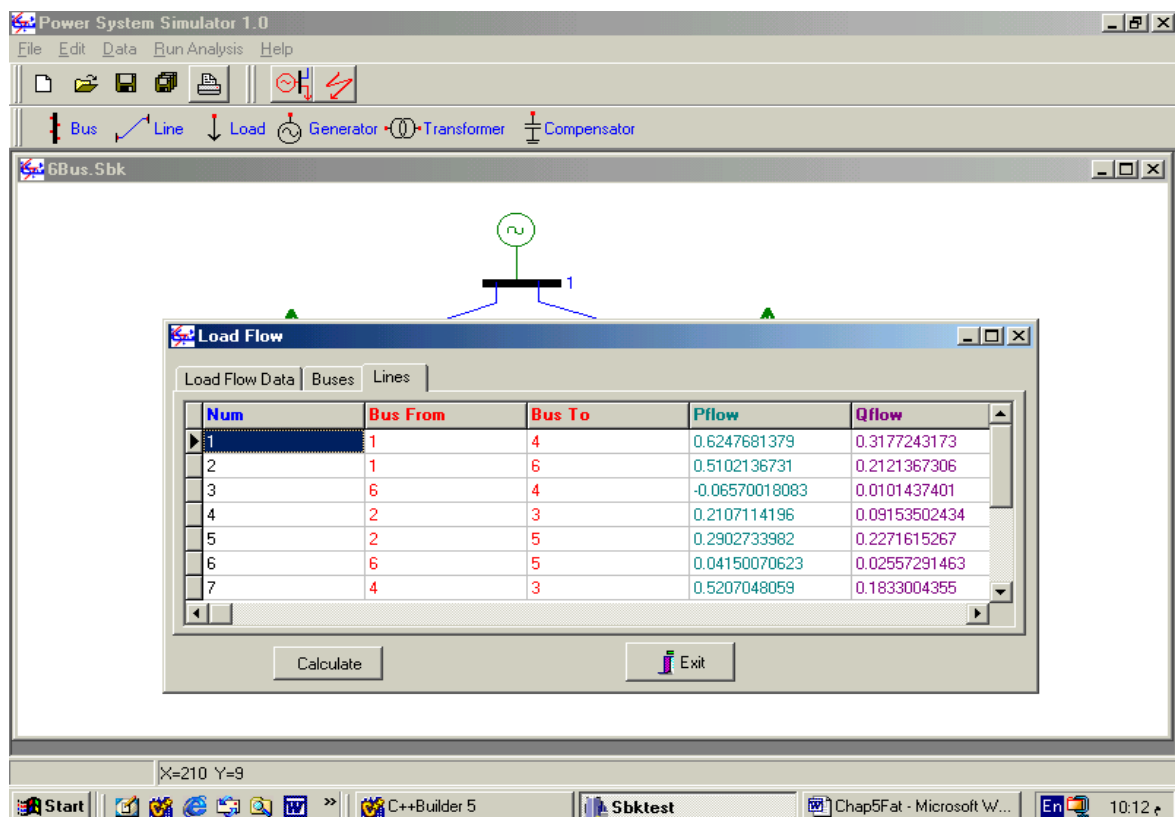 Power System Simulator 1.0
File Edit Data Run Analysis Help
Bus Line Load Generator Transformer Compensator
6Bus.Sbk
1
Load Flow
Load Flow Data Buses Lines
Num Bus From Bus To Pflow Qflow
1 1 4 0.6247681379 0.3177243173
2 1 6 0.5102136731 0.2121367306
3 6 4 -0.06570018083 0.0101437401
4 2 3 0.2107114196 0.09153502434
5 2 5 0.2902733982 0.2271615267
6 6 5 0.04150070623 0.02557291463
7 4 3 0.5207048059 0.1833004355
Calculate Exit
X=210 Y=9
Start » C++Builder 5 Sbktest Chap5Fat - Microsoft W... En 10:12 م